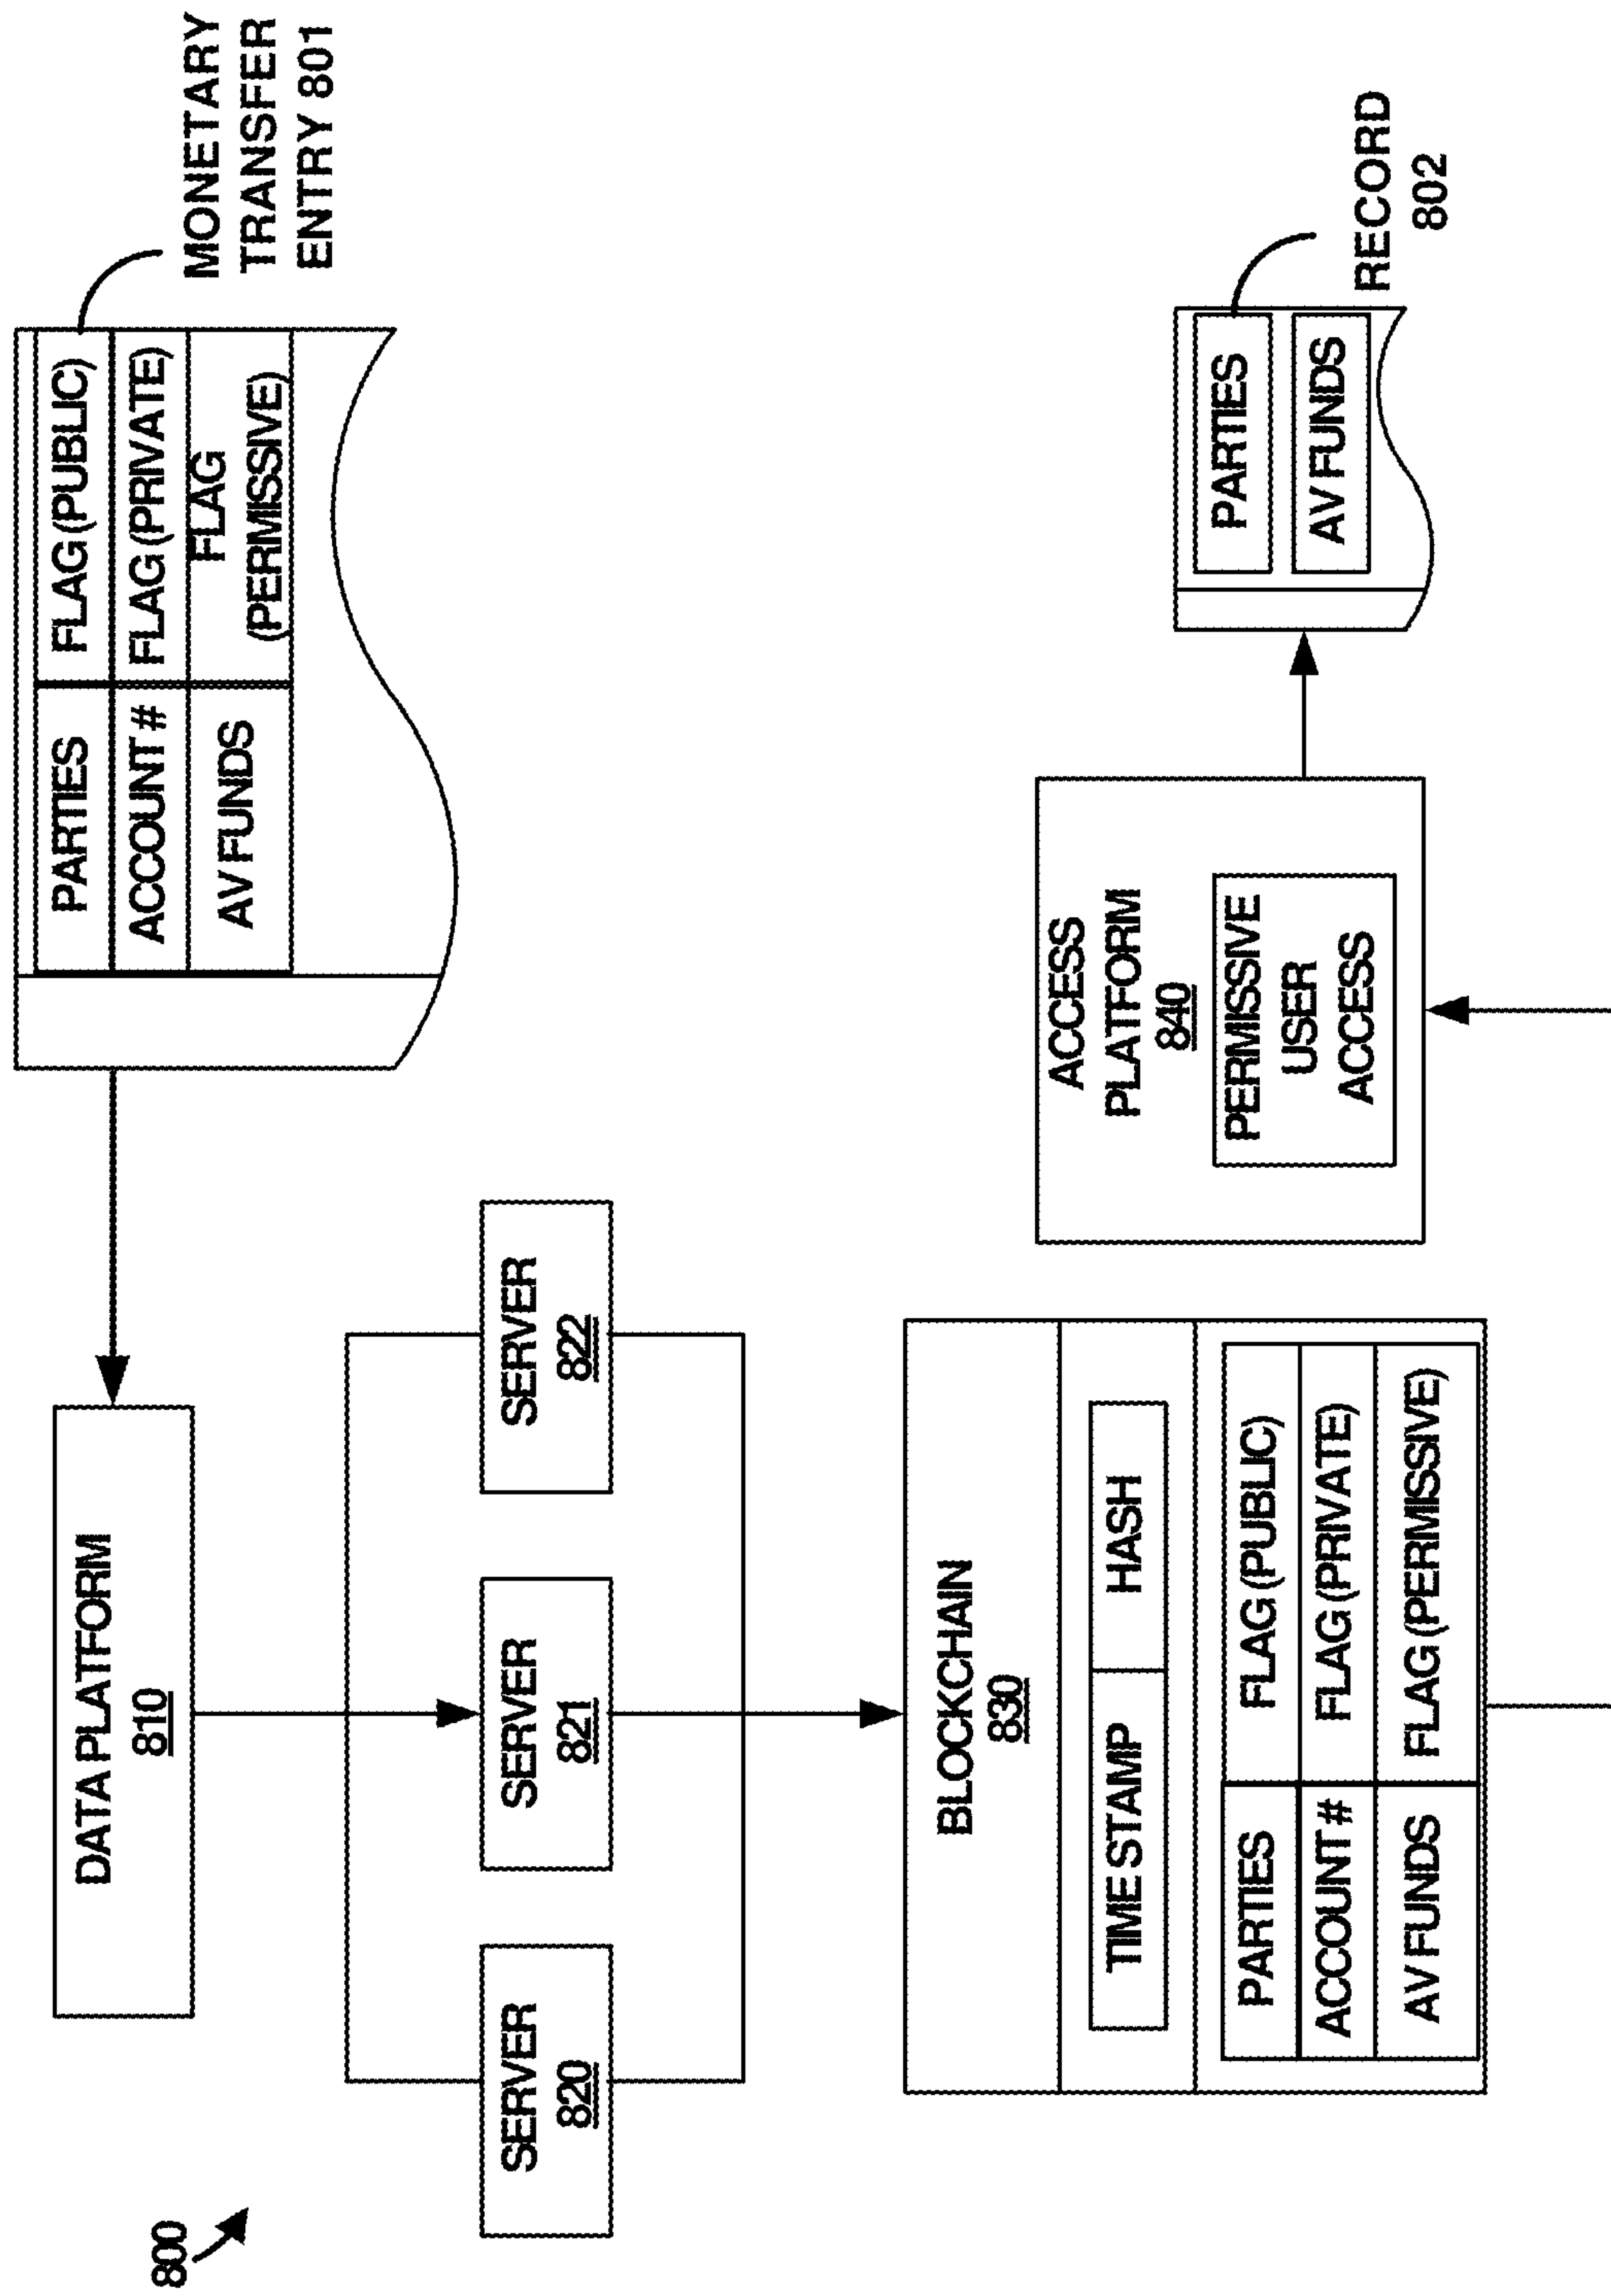 800
DATA PLATFORM
810
PARTIES
FLAG (PUBLIC)
ACCOUNT #
FLAG (PRIVATE)
AV FUNDS
FLAG
(PERMISSIVE)
MONETARY
TRANSFER
ENTRY 801
SERVER
820
SERVER
821
SERVER
822
BLOCKCHAIN
830
TIME STAMP
HASH
PARTIES
FLAG (PUBLIC)
ACCOUNT #
FLAG (PRIVATE)
AV FUNDS
FLAG (PERMISSIVE)
ACCESS
PLATFORM
840
PERMISSIVE
USER
ACCESS
PARTIES
AV FUNDS
RECORD
802